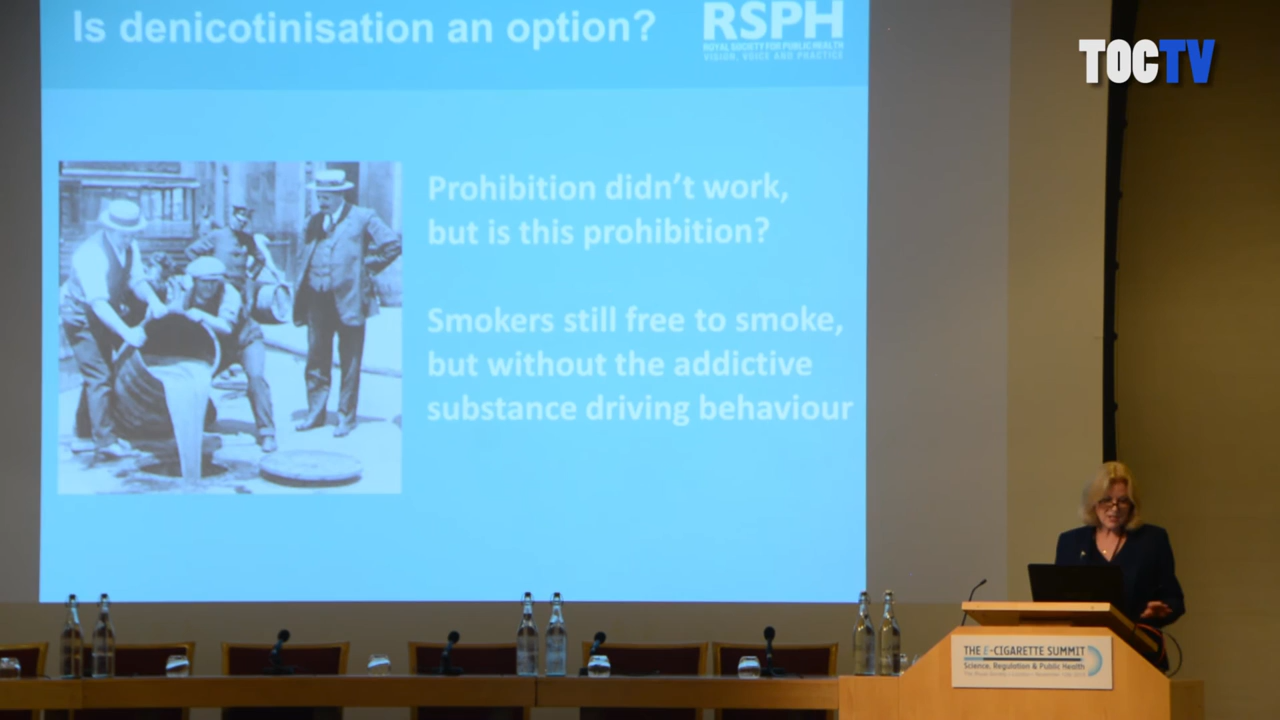 Is denicotinisation an option?
RSPH
ROYAL SOCIETY FOR PUBLIC HEALTH
VISION, VOICE AND PRACTICE
TOCTV
Prohibition didn't work,
but is this prohibition?
Smokers still free to smoke,
but without the addictive
substance driving behaviour
THE E-CIGARETTE SUMMIT
Science, Regulation & Public Health